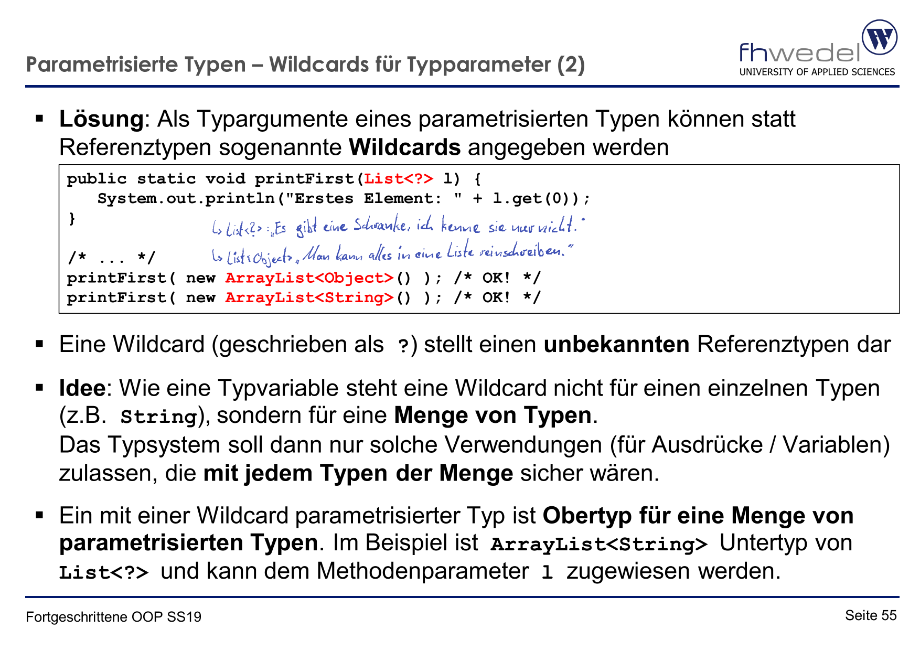 Parametrisierte Typen – Wildcards für Typparameter (2)
fhwedel
UNIVERSITY OF APPLIED SCIENCES
▪ Lösung: Als Typargumente eines parametrisierten Typen können statt
Referenztypen sogenannte Wildcards angegeben werden
public static void printFirst(List<?> l) {
System.out.println("Erstes Element: " + l.get(0));
}
↳ List<?>: „Es gibt eine Schranke, ich kenne sie nur nicht."
↳ List<Object> „Man kann alles in eine Liste reinschreiben."
/* ... */
printFirst( new ArrayList<Object>() ); /* OK! */
printFirst( new ArrayList<String>() ); /* OK! */
▪ Eine Wildcard (geschrieben als ?) stellt einen unbekannten Referenztypen dar
▪ Idee: Wie eine Typvariable steht eine Wildcard nicht für einen einzelnen Typen
(z.B. String), sondern für eine Menge von Typen.
Das Typsystem soll dann nur solche Verwendungen (für Ausdrücke / Variablen)
zulassen, die mit jedem Typen der Menge sicher wären.
▪ Ein mit einer Wildcard parametrisierter Typ ist Obertyp für eine Menge von
parametrisierten Typen. Im Beispiel ist ArrayList<String> Untertyp von
List<?> und kann dem Methodenparameter l zugewiesen werden.
Fortgeschrittene OOP SS19
Seite 55